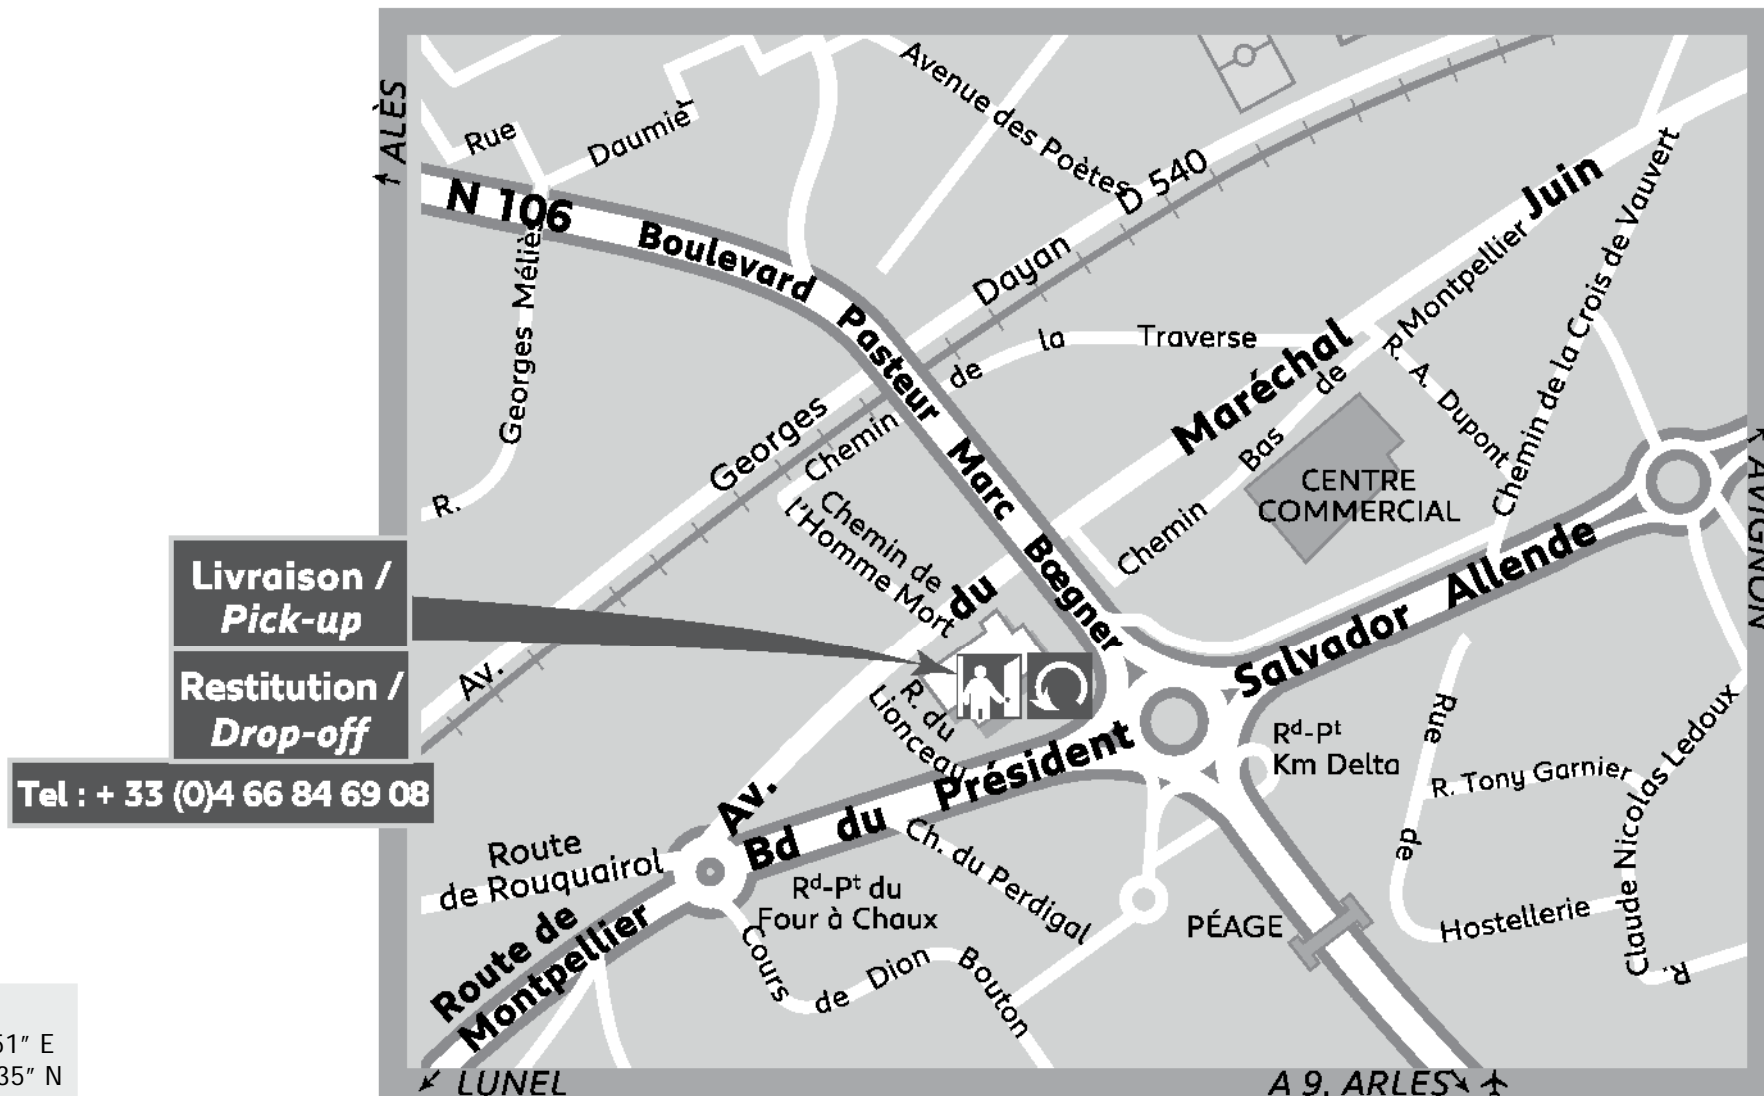 ALÈS
Rue
Daumier
Avenue des Poètes
D 540
N 106
Boulevard Pasteur Marc Bœgner
R. Georges Méliès
Av. Georges Dayan
Chemin de la Traverse
Av. du Maréchal Juin
Chemin Bas de Montpellier
R. A. Dupont
Chemin de la Crois de Vauvert
CENTRE
COMMERCIAL
AVIGNON
Chemin de
l'Homme Mort
Livraison /
Pick-up
Restitution /
Drop-off
Tel : + 33 (0)4 66 84 69 08
R. du
Lionceau
Bd du Président Salvador Allende
Rd-Pt
Km Delta
Rue de
Hostellerie
R. Tony Garnier
R. Claude Nicolas Ledoux
Route
de Rouquairol
Rd-Pt du
Four à Chaux
Ch. du Perdigal
PÉAGE
Cours de Dion Bouton
Route de
Montpellier
51" E
35" N
LUNEL
A 9, ARLES